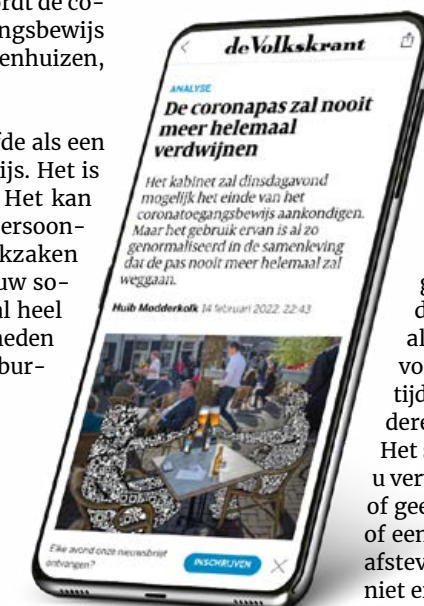 rdt de co-
ngsbewijs
enhuizen,
fde als een
ijs. Het is
Het kan
ersoon-
kzaken
uw so-
al heel
neden
bur-
de Volkskrant
ANALYSE
De coronapas zal nooit
meer helemaal
verdwijnen
Het kabinet zal dinsdagavond
mogelijk het einde van het
coronatoegangsbewijs aankondigen.
Maar het gebruik ervan is al zo
genormaliseerd in de samenleving
dat de pas nooit meer helemaal zal
weggaan.
Huib Modderkolk 14 februari 2022, 22:43
Elke avond onze nieuwsbrief
ontvangen?
INSCHRIJVEN
g
d
al
vo
tijd
dere
Het s
u ver
of gee
of een
afstev
niet e